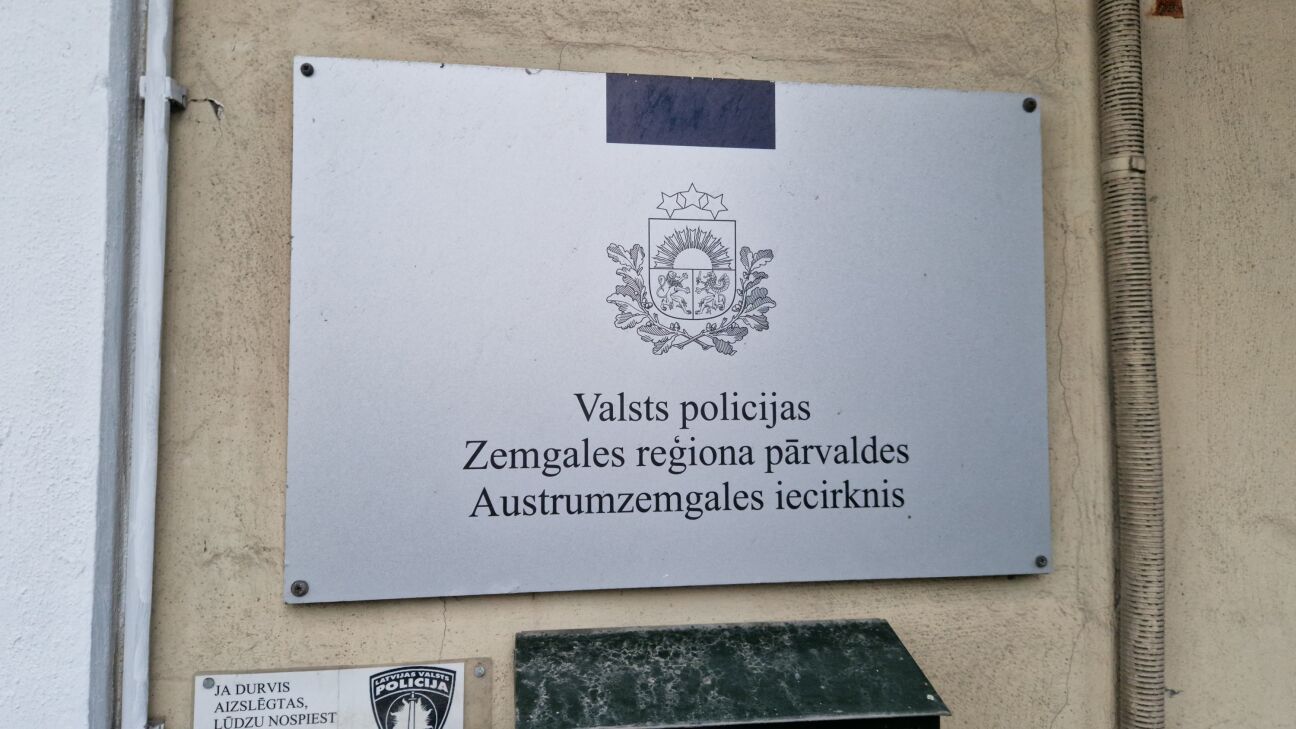 Valsts policijas
Zemgales reģiona pārvaldes
Austrumzemgales iecirknis
JA DURVIS
AIZSLĒGTAS,
LŪDZU NOSPIEST
LATVIJAS VALSTS
POLICIJA